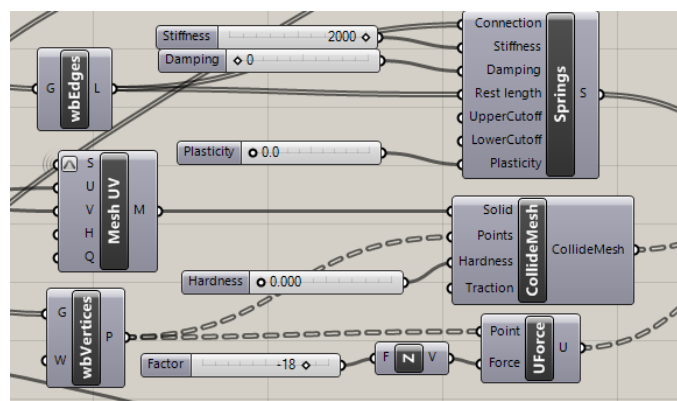 Connection
Stiffness 2000
Stiffness
Damping 0
Damping
G wbEdges L
Rest length
Springs
S
UpperCutoff
LowerCutoff
Plasticity 0.0
Plasticity
S
U
V
H
Q
Mesh UV
M
Solid
Points
Hardness
Traction
CollideMesh
CollideMesh
Hardness 0.000
G
W
wbVertices
P
Point
Force
UForce
U
Factor -18
F N V